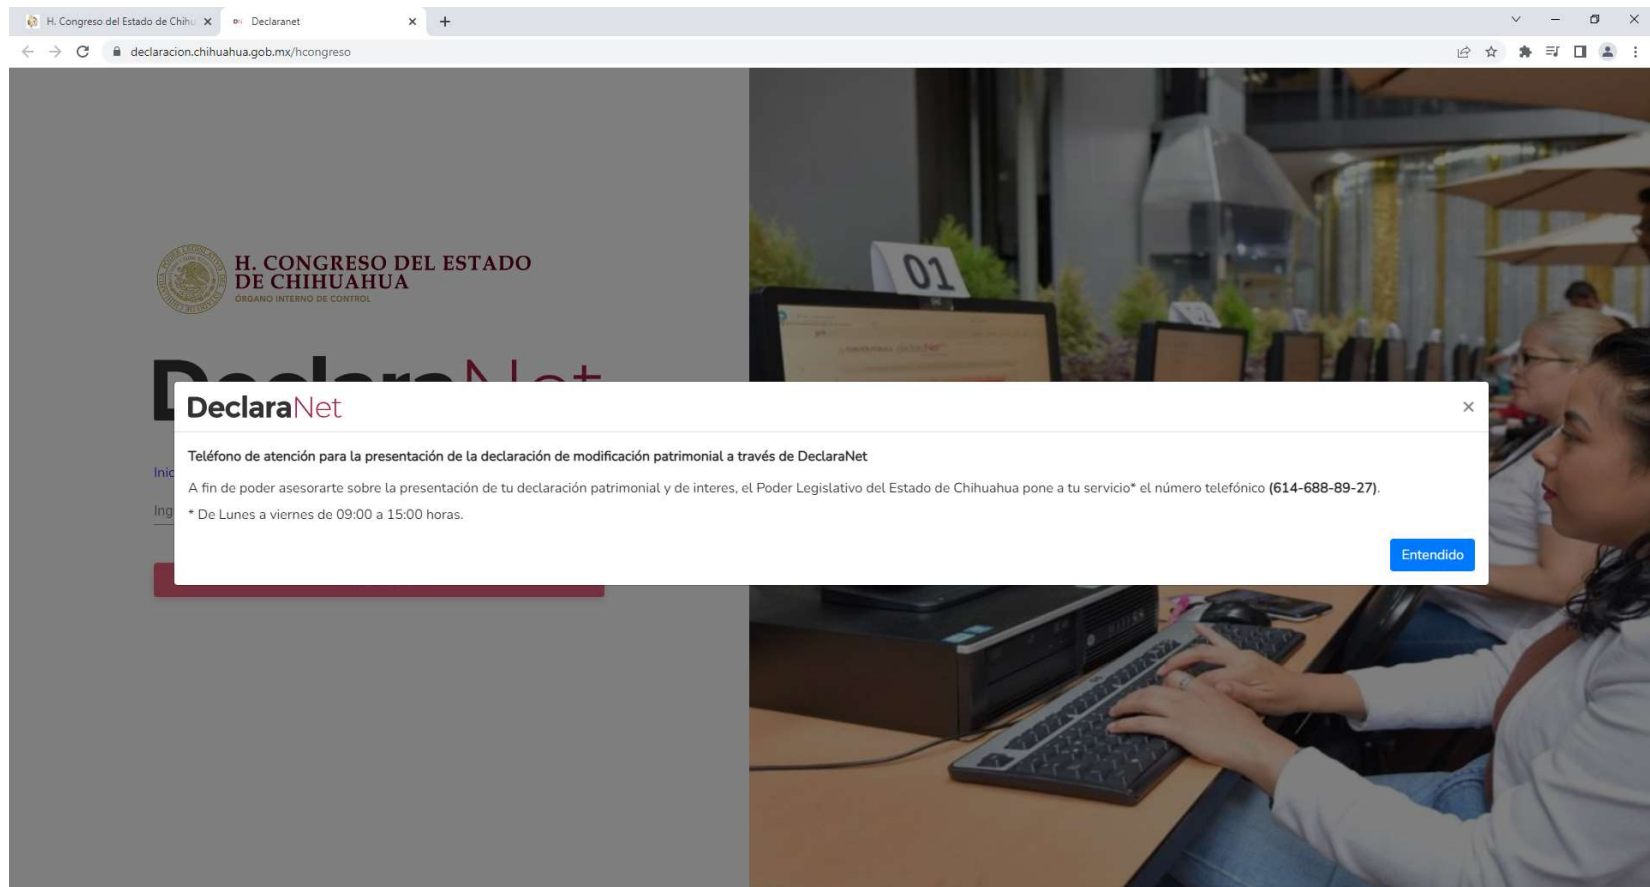 H. Congreso del Estado de Chihu
Declaranet
declaracion.chihuahua.gob.mx/hcongreso
H. CONGRESO DEL ESTADO
DE CHIHUAHUA
ÓRGANO INTERNO DE CONTROL
01
DeclaraNet
DeclaraNet
Teléfono de atención para la presentación de la declaración de modificación patrimonial a través de DeclaraNet
A fin de poder asesorarte sobre la presentación de tu declaración patrimonial y de interes, el Poder Legislativo del Estado de Chihuahua pone a tu servicio* el número telefónico (614-688-89-27).
* De Lunes a viernes de 09:00 a 15:00 horas.
Inic
Ing
Entendido